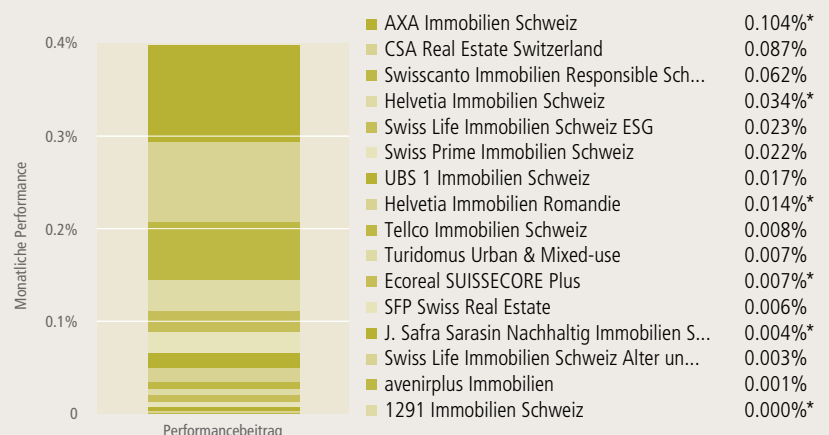 Monatliche Performance
0.4%
0.3%
0.2%
0.1%
0
Performancebeitrag
AXA Immobilien Schweiz 0.104%*
CSA Real Estate Switzerland 0.087%
Swisscanto Immobilien Responsible Sch... 0.062%
Helvetia Immobilien Schweiz 0.034%*
Swiss Life Immobilien Schweiz ESG 0.023%
Swiss Prime Immobilien Schweiz 0.022%
UBS 1 Immobilien Schweiz 0.017%
Helvetia Immobilien Romandie 0.014%*
Tellco Immobilien Schweiz 0.008%
Turidomus Urban & Mixed-use 0.007%
Ecoreal SUISSECORE Plus 0.007%*
SFP Swiss Real Estate 0.006%
J. Safra Sarasin Nachhaltig Immobilien S... 0.004%*
Swiss Life Immobilien Schweiz Alter un... 0.003%
avenirplus Immobilien 0.001%
1291 Immobilien Schweiz 0.000%*